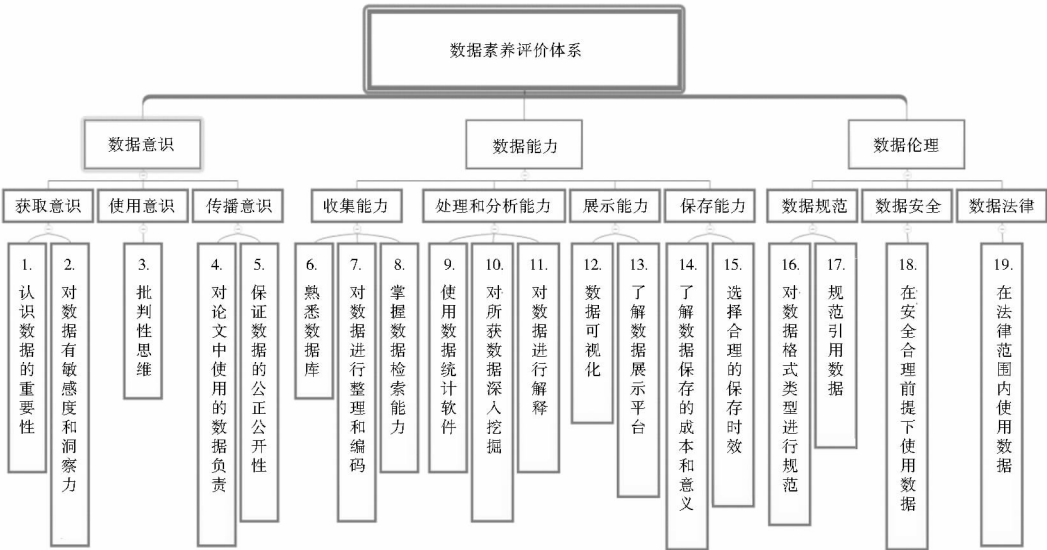 数据素养评价体系
数据意识
数据能力
数据伦理
获取意识
使用意识
传播意识
收集能力
处理和分析能力
展示能力
保存能力
数据规范
数据安全
数据法律
1.认识数据的重要性
2.对数据有敏感度和洞察力
3.批判性思维
4.对论文中使用的数据负责
5.保证数据的公正公开性
6.熟悉数据库
7.对数据进行整理和编码
8.掌握数据检索能力
9.使用数据统计软件
10.对所获数据深入挖掘
11.对数据进行解释
12.数据可视化
13.了解数据展示平台
14.了解数据保存的成本和意义
15.选择合理的保存时效
16.对数据格式类型进行规范
17.规范引用数据
18.在安全合理前提下使用数据
19.在法律范围内使用数据